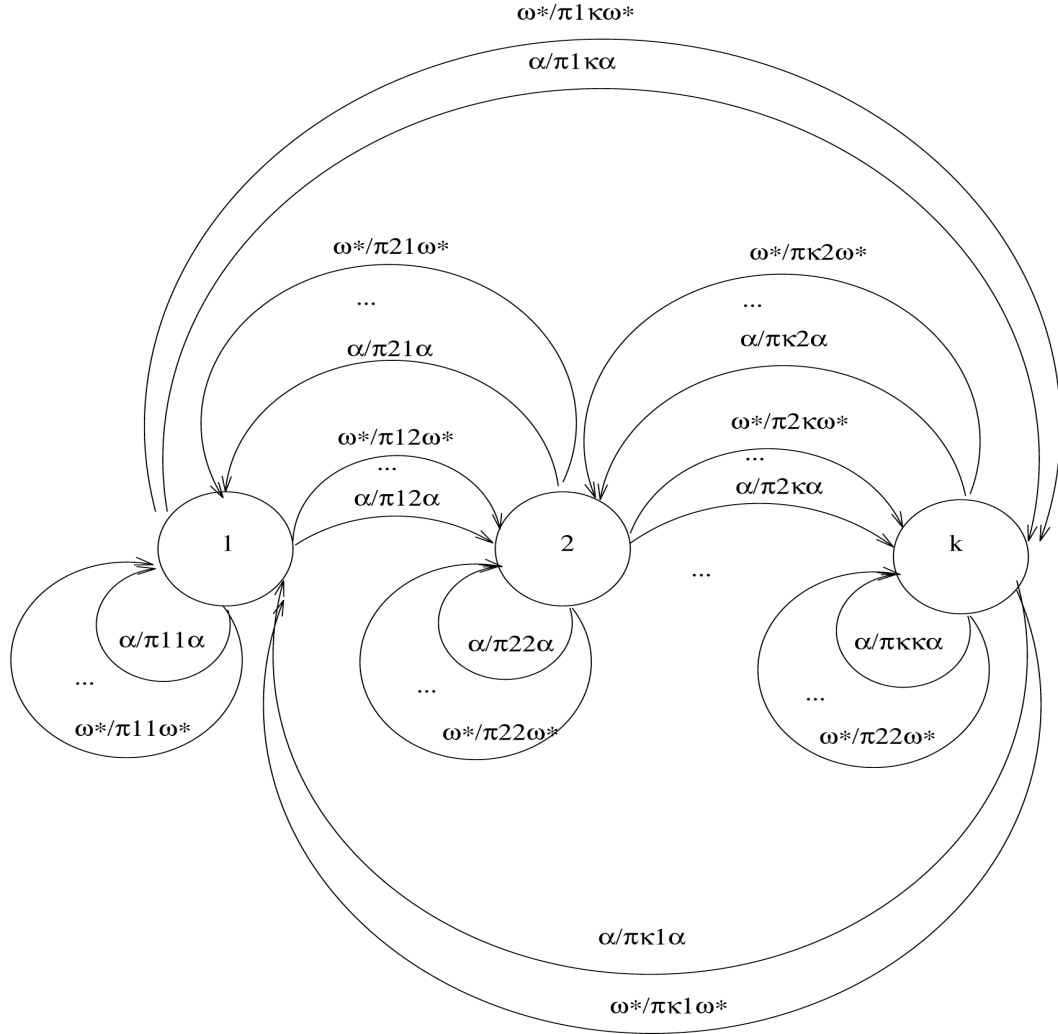 ω*/π1κω*
α/π1κα
ω*/π21ω*
ω*/πκ2ω*
...
...
α/π21α
α/πκ2α
ω*/π12ω*
ω*/π2κω*
...
...
α/π12α
α/π2κα
1
2
k
...
α/π11α
α/π22α
α/πκκα
...
...
...
ω*/π11ω*
ω*/π22ω*
ω*/π22ω*
α/πκ1α
ω*/πκ1ω*